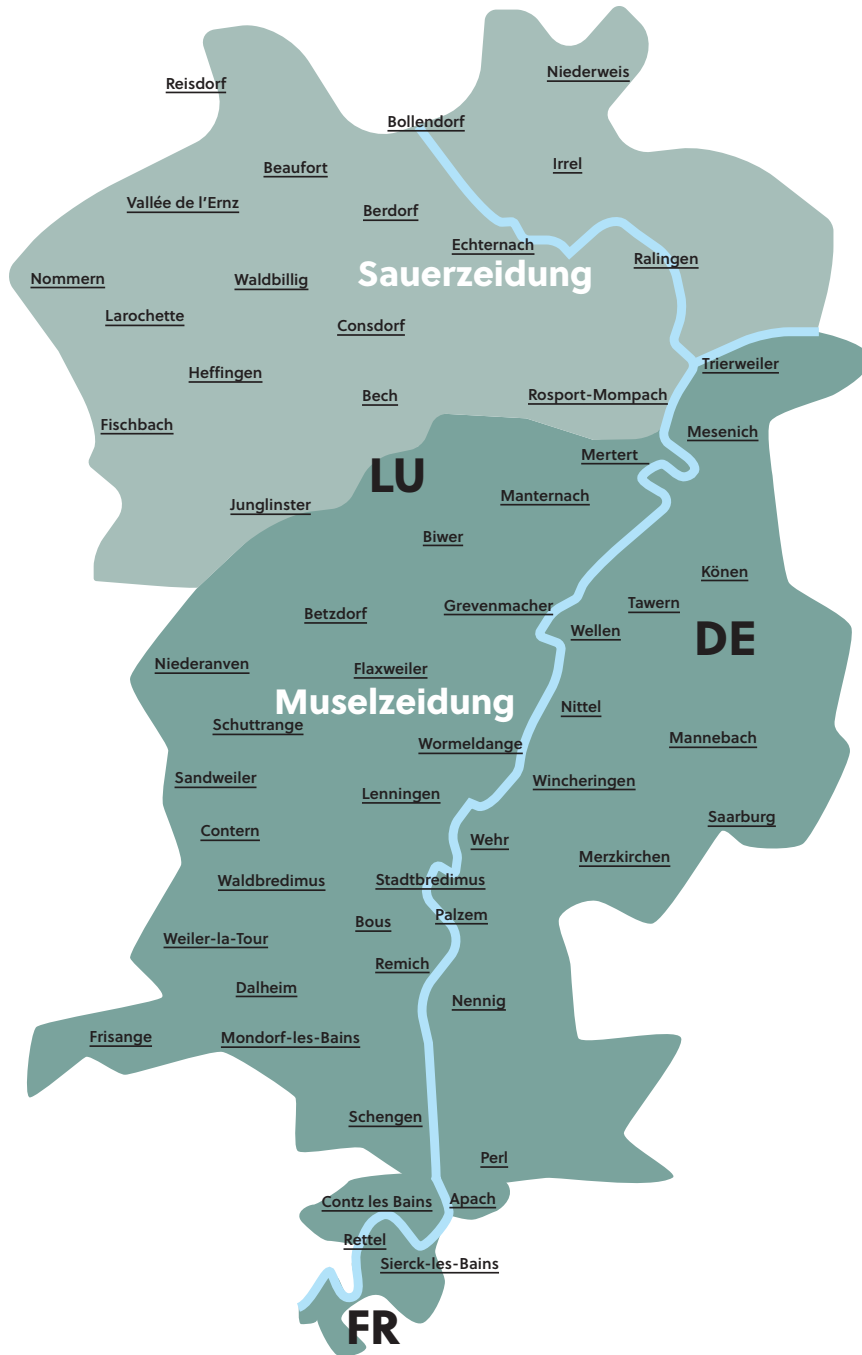 Niederweis
Reisdorf
Bollendorf
Irrel
Beaufort
Vallée de l'Ernz
Berdorf
Echternach
Ralingen
Sauerzeidung
Nommern
Waldbillig
Larochette
Consdorf
Trierweiler
Heffingen
Bech
Rosport-Mompach
Fischbach
Mesenich
Mertert
LU
Manternach
Junglinster
Biwer
Könen
Betzdorf
Grevenmacher
Tawern
Wellen
DE
Niederanven
Flaxweiler
Muselzeidung
Nittel
Schuttrange
Wormeldange
Mannebach
Sandweiler
Wincheringen
Lenningen
Saarburg
Contern
Wehr
Merzkirchen
Waldbredimus
Stadtbredimus
Palzem
Bous
Weiler-la-Tour
Remich
Dalheim
Nennig
Frisange
Mondorf-les-Bains
Schengen
Perl
Contz les Bains
Apach
Rettel
Sierck-les-Bains
FR